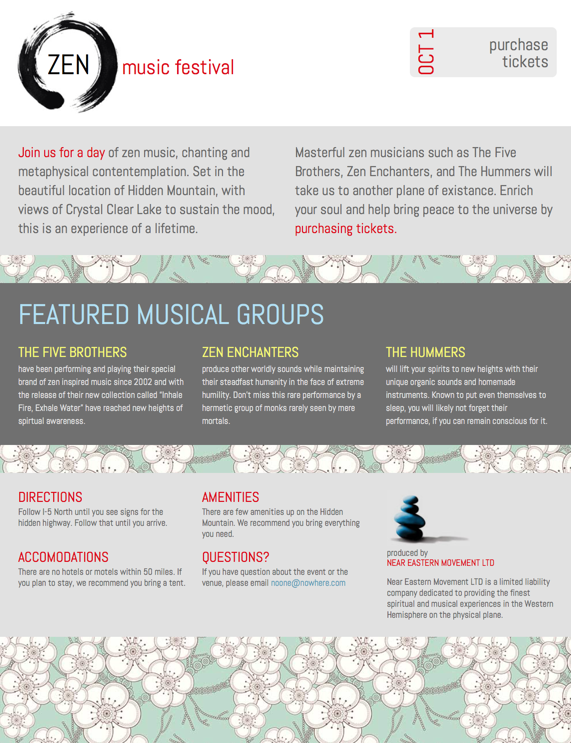 ZEN music festival
OCT 1
purchase
tickets
Join us for a day of zen music, chanting and
metaphysical contentemplation. Set in the
beautiful location of Hidden Mountain, with
views of Crystal Clear Lake to sustain the mood,
this is an experience of a lifetime.
Masterful zen musicians such as The Five
Brothers, Zen Enchanters, and The Hummers will
take us to another plane of existance. Enrich
your soul and help bring peace to the universe by
purchasing tickets.
FEATURED MUSICAL GROUPS
THE FIVE BROTHERS
have been performing and playing their special
brand of zen inspired music since 2002 and with
the release of their new collection called "Inhale
Fire, Exhale Water" have reached new heights of
spirtual awareness.
ZEN ENCHANTERS
produce other worldly sounds while maintaining
their steadfast humanity in the face of extreme
humility. Don't miss this rare performance by a
hermetic group of monks rarely seen by mere
mortals.
THE HUMMERS
will lift your spirits to new heights with their
unique organic sounds and homemade
instruments. Known to put even themselves to
sleep, you will likely not forget their
performance, if you can remain conscious for it.
DIRECTIONS
Follow I-5 North until you see signs for the
hidden highway. Follow that until you arrive.
ACCOMODATIONS
There are no hotels or motels within 50 miles. If
you plan to stay, we recommend you bring a tent.
AMENITIES
There are few amenities up on the Hidden
Mountain. We recommend you bring everything
you need.
QUESTIONS?
If you have question about the event or the
venue, please email noone@nowhere.com
produced by
NEAR EASTERN MOVEMENT LTD
Near Eastern Movement LTD is a limited liability
company dedicated to providing the finest
spiritual and musical experiences in the Western
Hemisphere on the physical plane.